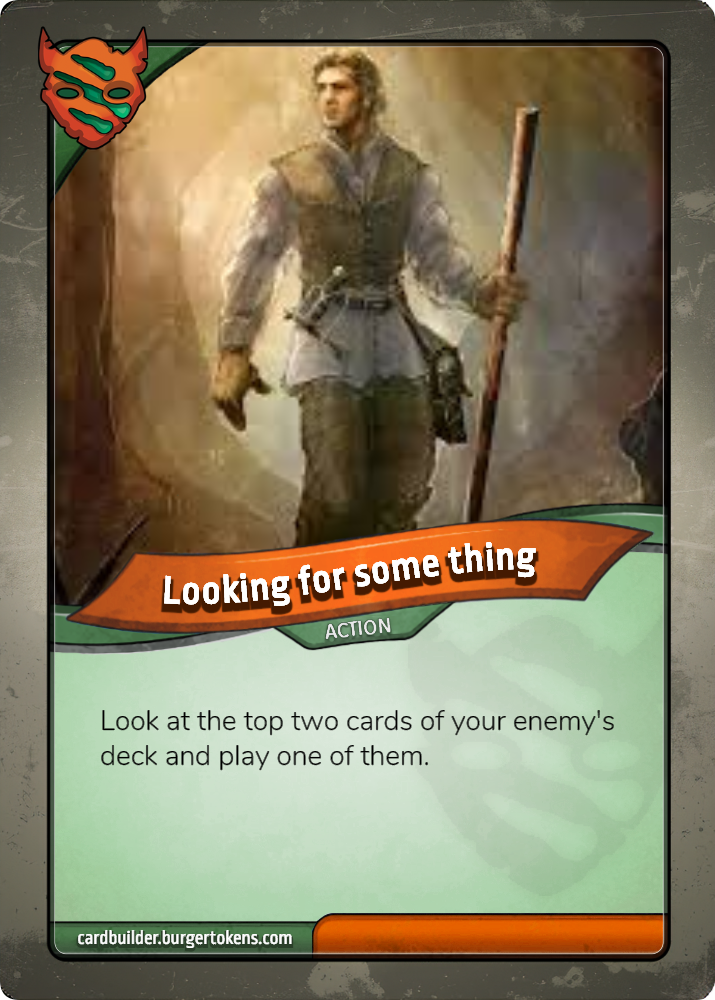 Looking for some thing
ACTION
Look at the top two cards of your enemy's
deck and play one of them.
cardbuilder.burgertokens.com